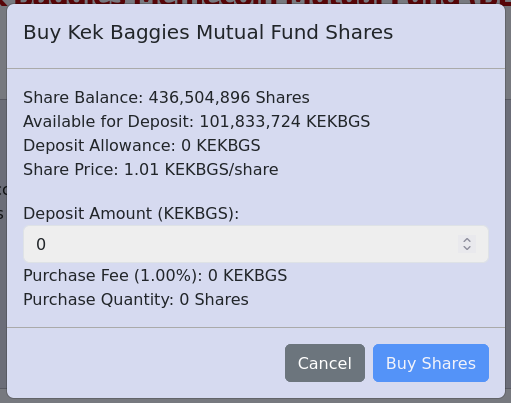 Buy Kek Baggies Mutual Fund Shares
Share Balance: 436,504,896 Shares
Available for Deposit: 101,833,724 KEKBGS
Deposit Allowance: 0 KEKBGS
Share Price: 1.01 KEKBGS/share
Deposit Amount (KEKBGS):
0
Purchase Fee (1.00%): 0 KEKBGS
Purchase Quantity: 0 Shares
Cancel
Buy Shares